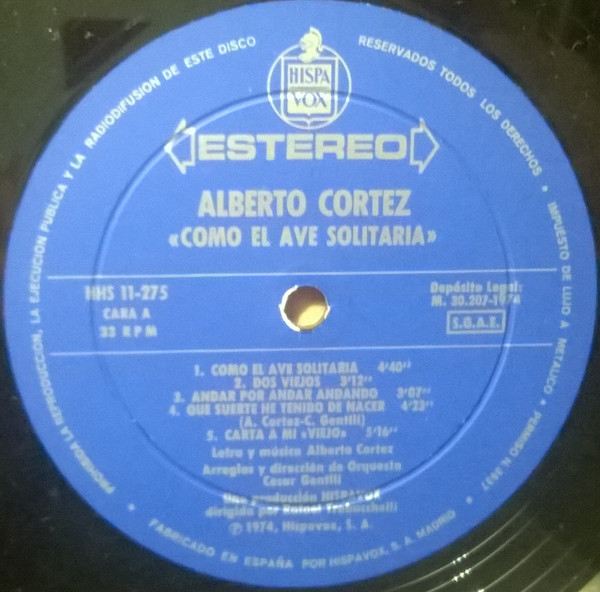 PROHIBIDA LA REPRODUCCION, LA EJECUCION PUBLICA Y LA RADIODIFUSION DE ESTE DISCO
RESERVADOS TODOS LOS DERECHOS • IMPUESTO DE LUJO A METALICO • PERMISO N.
HISPA
VOX
ESTEREO
ALBERTO CORTEZ
«COMO EL AVE SOLITARIA»
HHS 11-275
CARA A
33 RPM
Depósito Legal:
M. 30.207-1974
S.G.A.E.
1. COMO EL AVE SOLITARIA 4'40''
2. DOS VIEJOS 3'12''
3. ANDAR POR ANDAR ANDANDO 3'07''
4. QUE SUERTE HE TENIDO DE NACER 4'23''
(A. Cortez-C. Gentili)
5. CARTA A MI «VIEJO» 5'16''
Letra y música Alberto Cortez
Arreglos y dirección de Orquesta
César Gentili
Una producción HISPAVOX
dirigida por Rafael Trabucchelli
Ⓟ 1974, Hispavox, S. A.
• FABRICADO EN ESPAÑA POR HISPAVOX, S. A. MADRID •